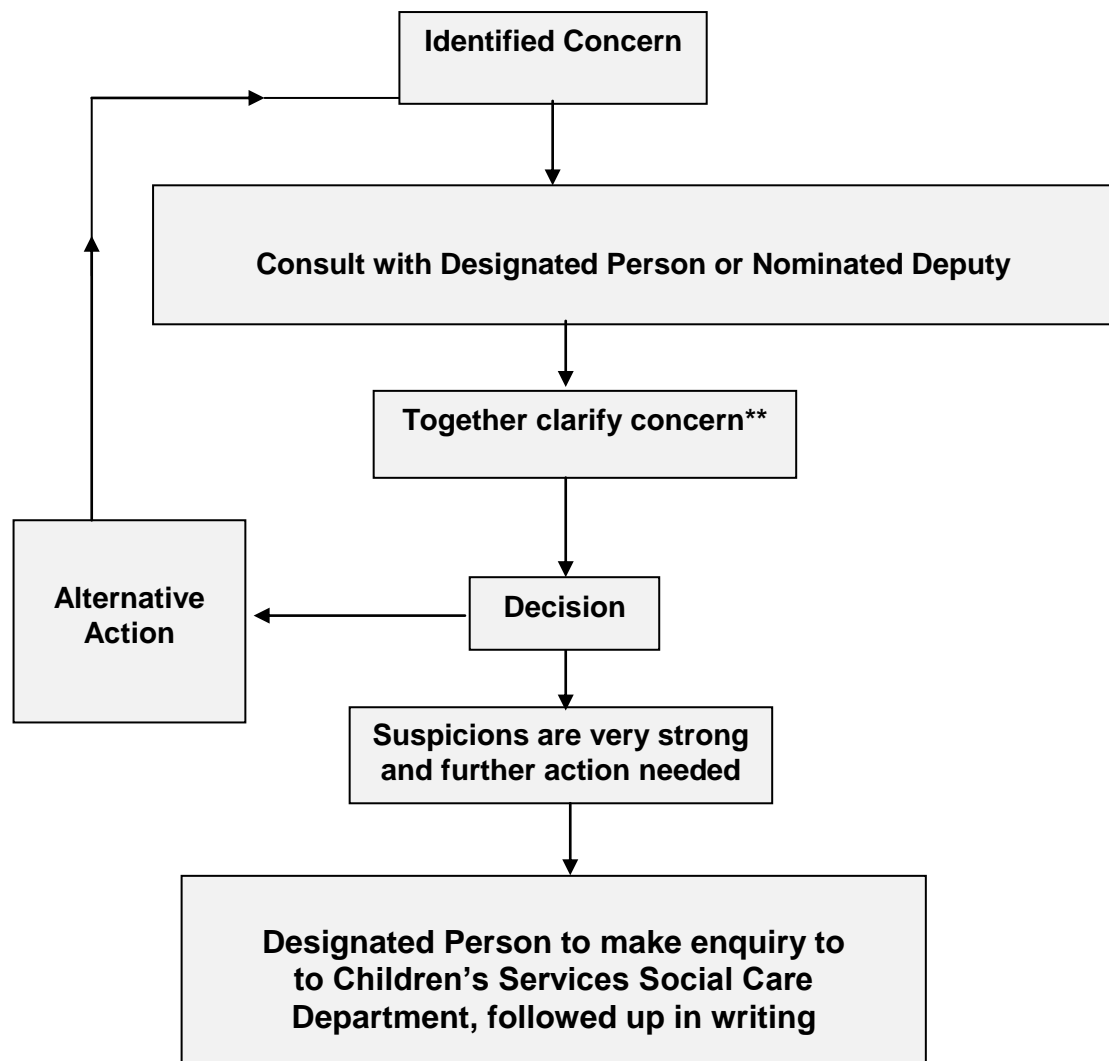 Identified Concern
Consult with Designated Person or Nominated Deputy
Together clarify concern**
Alternative
Action
Decision
Suspicions are very strong
and further action needed
Designated Person to make enquiry to
to Children’s Services Social Care
Department, followed up in writing